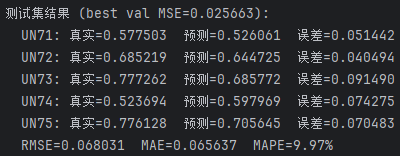 测试集结果 (best val MSE=0.025663):
UN71: 真实=0.577503 预测=0.526061 误差=0.051442
UN72: 真实=0.685219 预测=0.644725 误差=0.040494
UN73: 真实=0.777262 预测=0.685772 误差=0.091490
UN74: 真实=0.523694 预测=0.597969 误差=0.074275
UN75: 真实=0.776128 预测=0.705645 误差=0.070483
RMSE=0.068031 MAE=0.065637 MAPE=9.97%